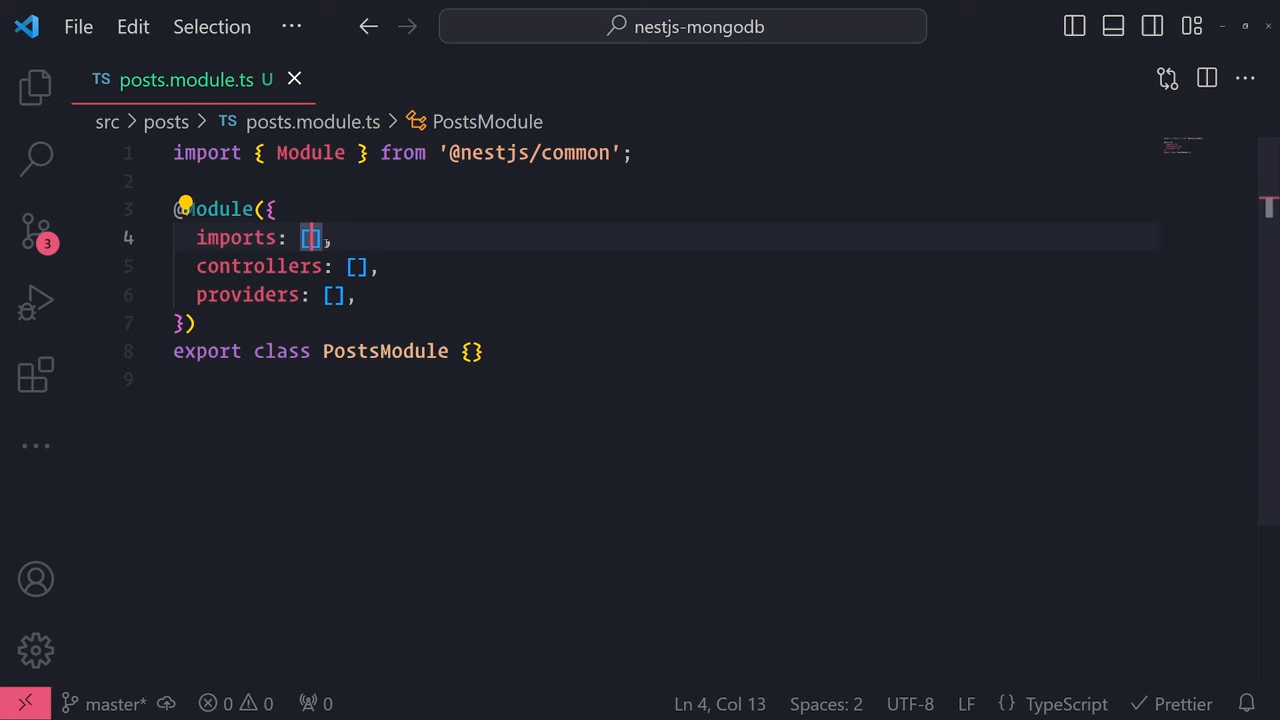 File Edit Selection ··· nestjs-mongodb
TS posts.module.ts U
src > posts > TS posts.module.ts > PostsModule
1 import { Module } from '@nestjs/common';
2
3 @Module({
4 imports: [],
5 controllers: [],
6 providers: [],
7 })
8 export class PostsModule {}
9
3
master* 0 0 0 Ln 4, Col 13 Spaces: 2 UTF-8 LF {} TypeScript Prettier